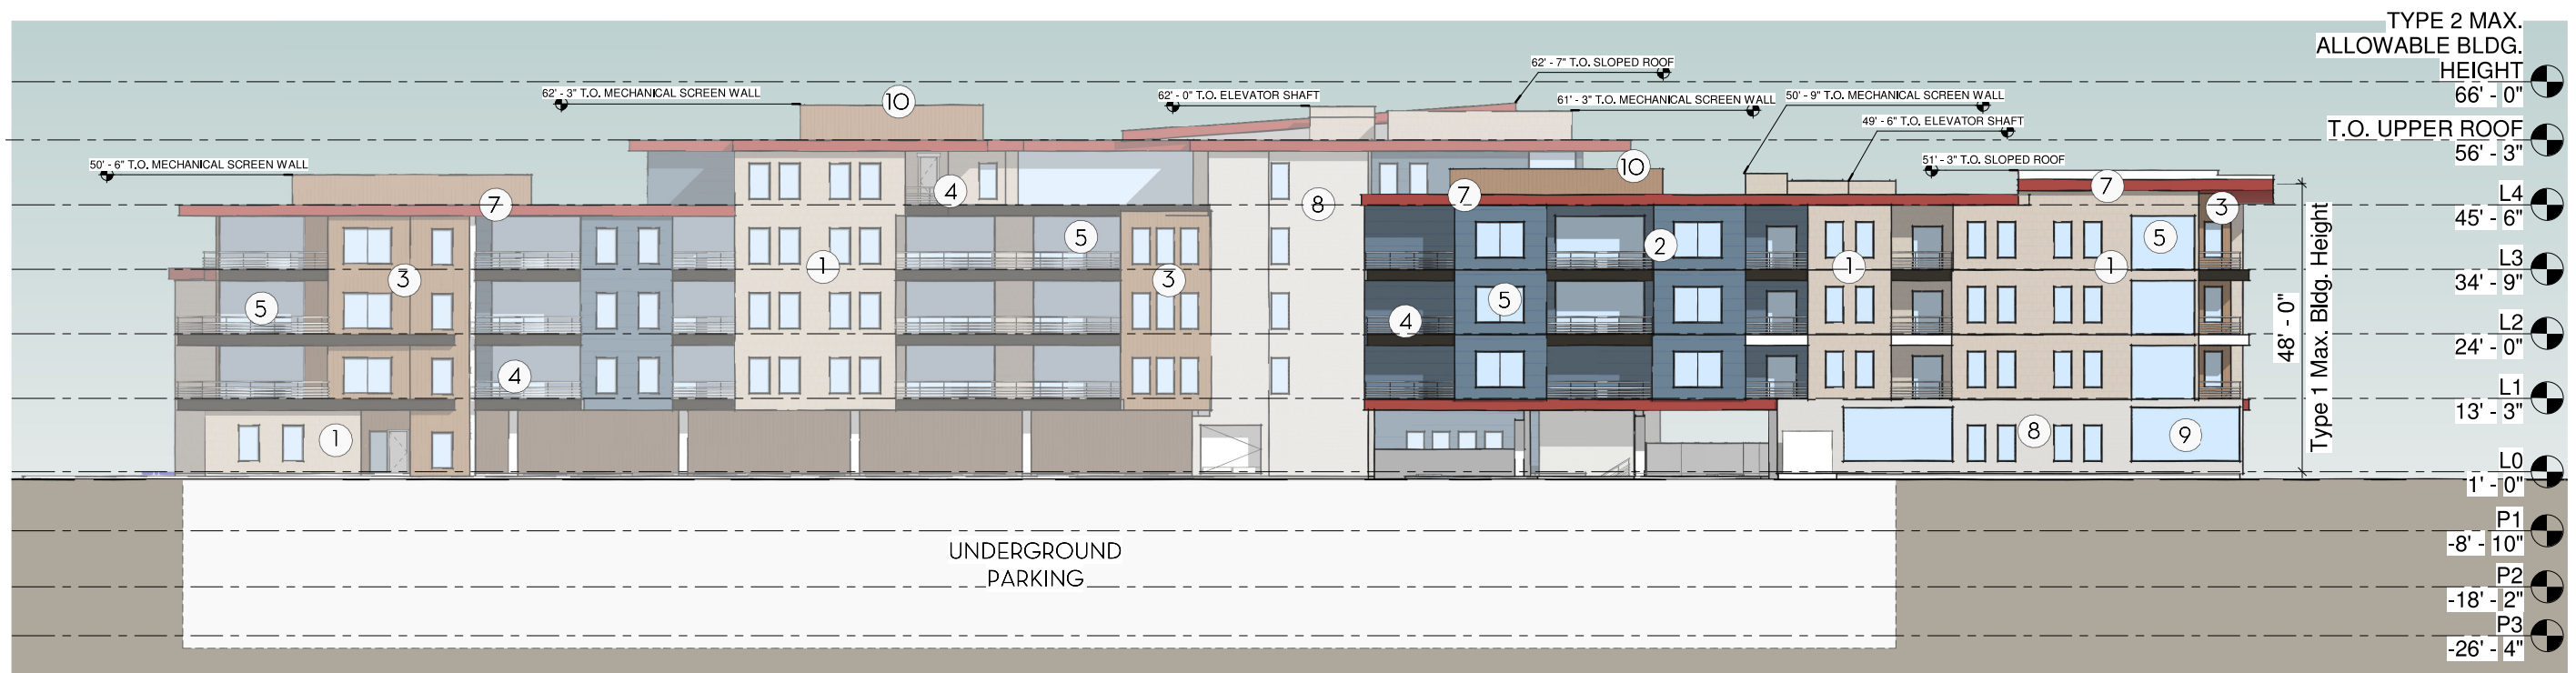 TYPE 2 MAX.
ALLOWABLE BLDG.
HEIGHT
66' - 0"
62' - 7" T.O. SLOPED ROOF
62' - 3" T.O. MECHANICAL SCREEN WALL
10
62' - 0" T.O. ELEVATOR SHAFT
61' - 3" T.O. MECHANICAL SCREEN WALL
50' - 9" T.O. MECHANICAL SCREEN WALL
49' - 6" T.O. ELEVATOR SHAFT
T.O. UPPER ROOF
56' - 3"
50' - 6" T.O. MECHANICAL SCREEN WALL
51' - 3" T.O. SLOPED ROOF
10
7
4
8
7
7
3
L4
45' - 6"
5
2
5
3
1
3
1
1
L3
34' - 9"
5
5
4
L2
24' - 0"
48' - 0"
Type 1 Max. Bldg. Height
4
L1
13' - 3"
1
8
9
L0
1' - 0"
P1
-8' - 10"
UNDERGROUND
PARKING
P2
-18' - 2"
P3
-26' - 4"